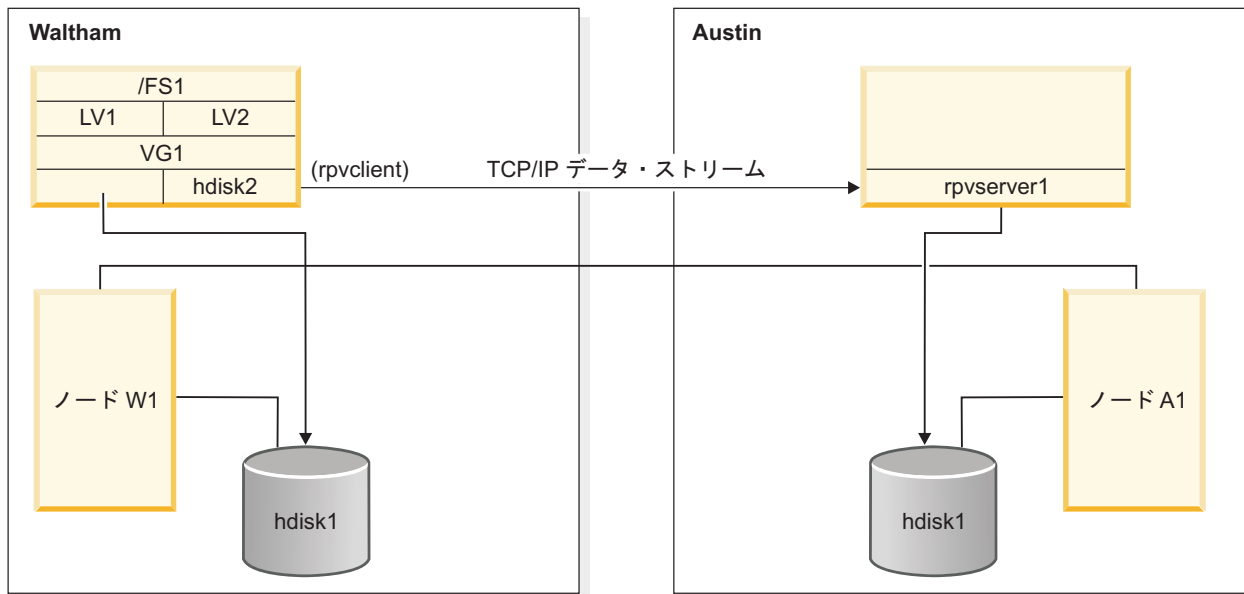 Waltham
/FS1
LV1 LV2
VG1
hdisk2
(rpvclient)
TCP/IP データ・ストリーム
Austin
rpvserver1
ノード W1
hdisk1
hdisk1
ノード A1